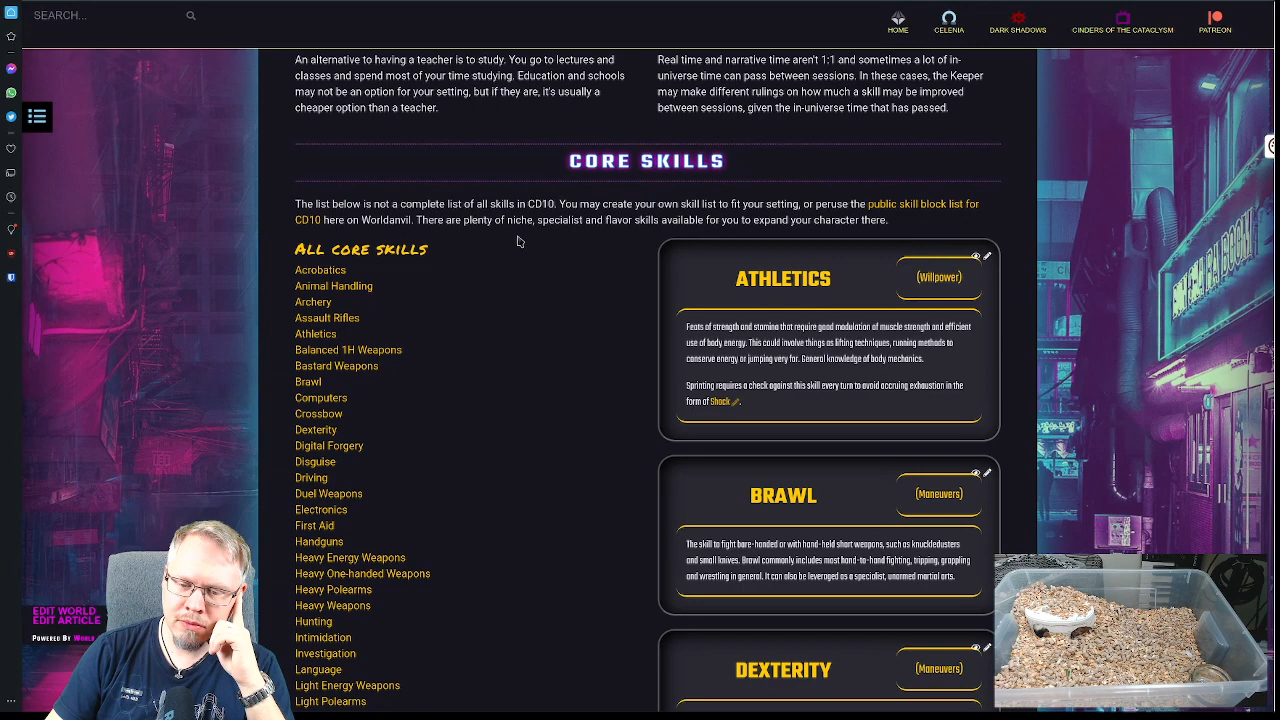 SEARCH...
HOME
CELENIA
DARK SHADOWS
CINDERS OF THE CATACLYSM
PATREON
An alternative to having a teacher is to study. You go to lectures and
classes and spend most of your time studying. Education and schools
may not be an option for your setting, but if they are, it's usually a
cheaper option than a teacher.
Real time and narrative time aren't 1:1 and sometimes a lot of in-
universe time can pass between sessions. In these cases, the Keeper
may make different rulings on how much a skill may be improved
between sessions, given the in-universe time that has passed.
CORE SKILLS
The list below is not a complete list of all skills in CD10. You may create your own skill list to fit your setting, or peruse the public skill block list for
CD10 here on Worldanvil. There are plenty of niche, specialist and flavor skills available for you to expand your character there.
ALL CORE SKILLS
Acrobatics
Animal Handling
Archery
Assault Rifles
Athletics
Balanced 1H Weapons
Bastard Weapons
Brawl
Computers
Crossbow
Dexterity
Digital Forgery
Disguise
Driving
Duel Weapons
Electronics
First Aid
Handguns
Heavy Energy Weapons
Heavy One-handed Weapons
Heavy Polearms
Heavy Weapons
Hunting
Intimidation
Investigation
Language
Light Energy Weapons
Light Polearms
ATHLETICS
(Willpower)
Feats of strength and stamina that require good modulation of muscle strength and efficient
use of body energy. This could involve things as lifting techniques, running methods to
conserve energy or jumping very far. General knowledge of body mechanics.
Sprinting requires a check against this skill every turn to avoid accruing exhaustion in the
form of Shock.
BRAWL
(Maneuvers)
The skill to fight bare-handed or with hand-held short weapons, such as knuckledusters
and small knives. Brawl commonly includes most hand-to-hand fighting, tripping, grappling
and wrestling in general. It can also be leveraged as a specialist, unarmed martial arts.
DEXTERITY
(Maneuvers)
EDIT WORLD
EDIT ARTICLE
POWERED BY WORLD